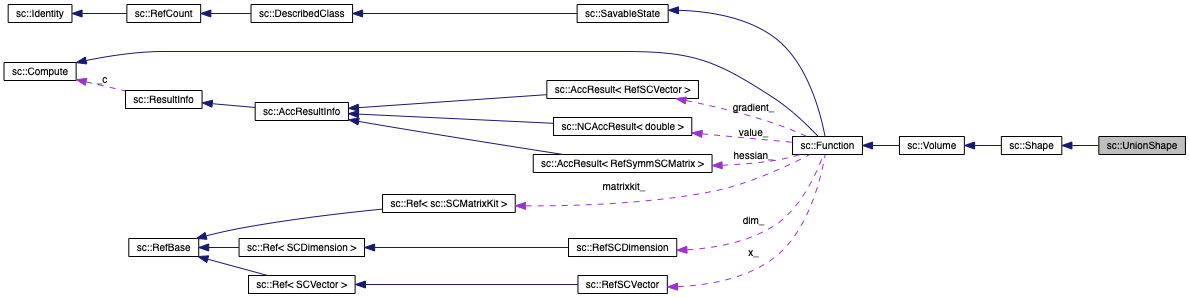 sc::Identity
sc::RefCount
sc::DescribedClass
sc::SavableState
sc::Compute
_c
sc::ResultInfo
sc::AccResultInfo
sc::AccResult< RefSCVector >
gradient_
sc::NCAccResult< double >
value_
sc::AccResult< RefSymmSCMatrix >
hessian_
sc::Function
sc::Volume
sc::Shape
sc::UnionShape
matrixkit_
sc::Ref< sc::SCMatrixKit >
dim_
sc::RefBase
sc::Ref< SCDimension >
sc::RefSCDimension
x_
sc::Ref< SCVector >
sc::RefSCVector